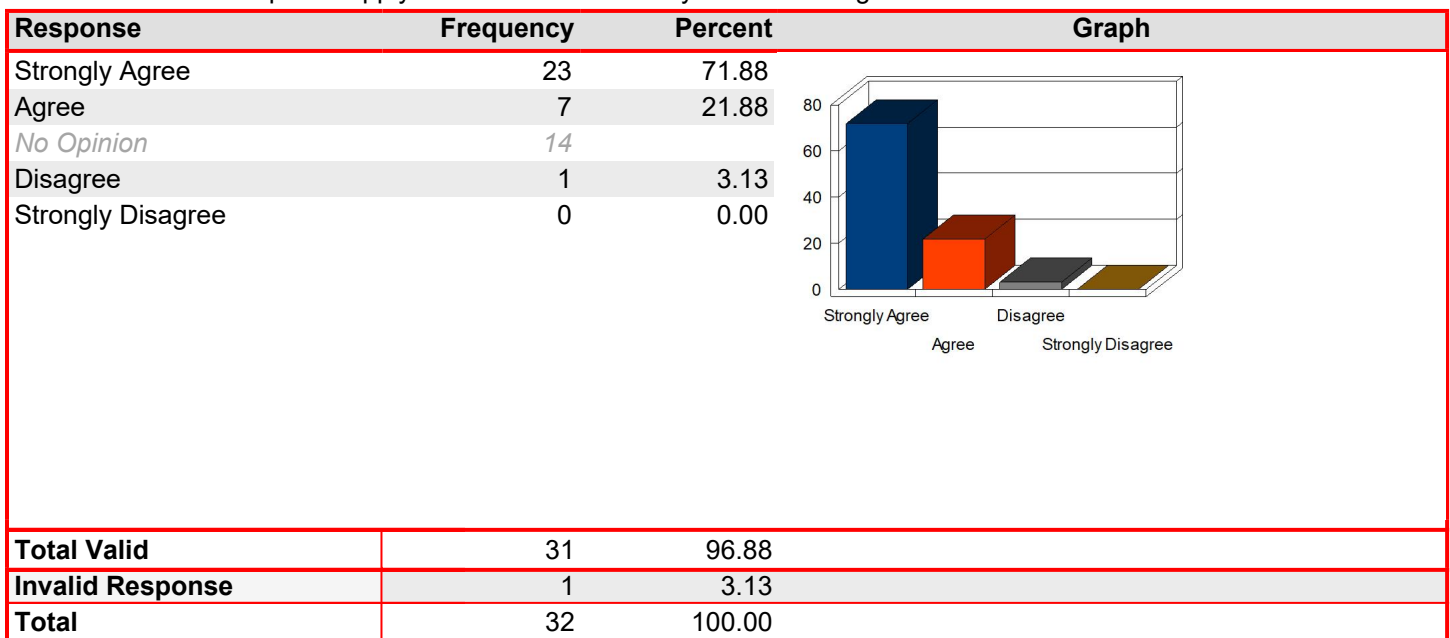 Response Frequency Percent Graph
Strongly Agree 23 71.88
Agree 7 21.88
No Opinion 14
Disagree 1 3.13
Strongly Disagree 0 0.00
80
60
40
20
0
Strongly Agree Disagree
Agree Strongly Disagree
Total Valid 31 96.88
Invalid Response 1 3.13
Total 32 100.00